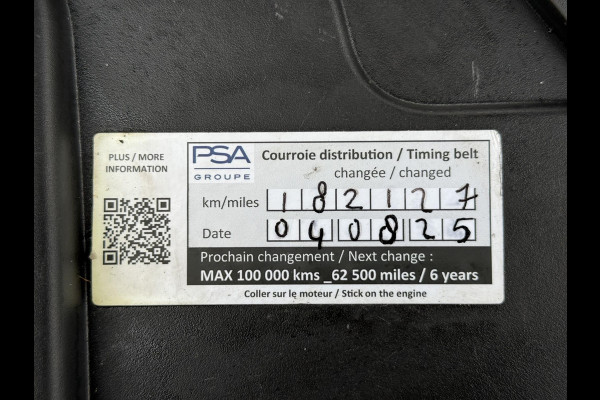 PLUS / MORE
INFORMATION
PSA
GROUPE
Courroie distribution / Timing belt
changée / changed
km/miles 182127
Date 040825
Prochain changement / Next change :
MAX 100 000 kms _62 500 miles / 6 years
Coller sur le moteur / Stick on the engine